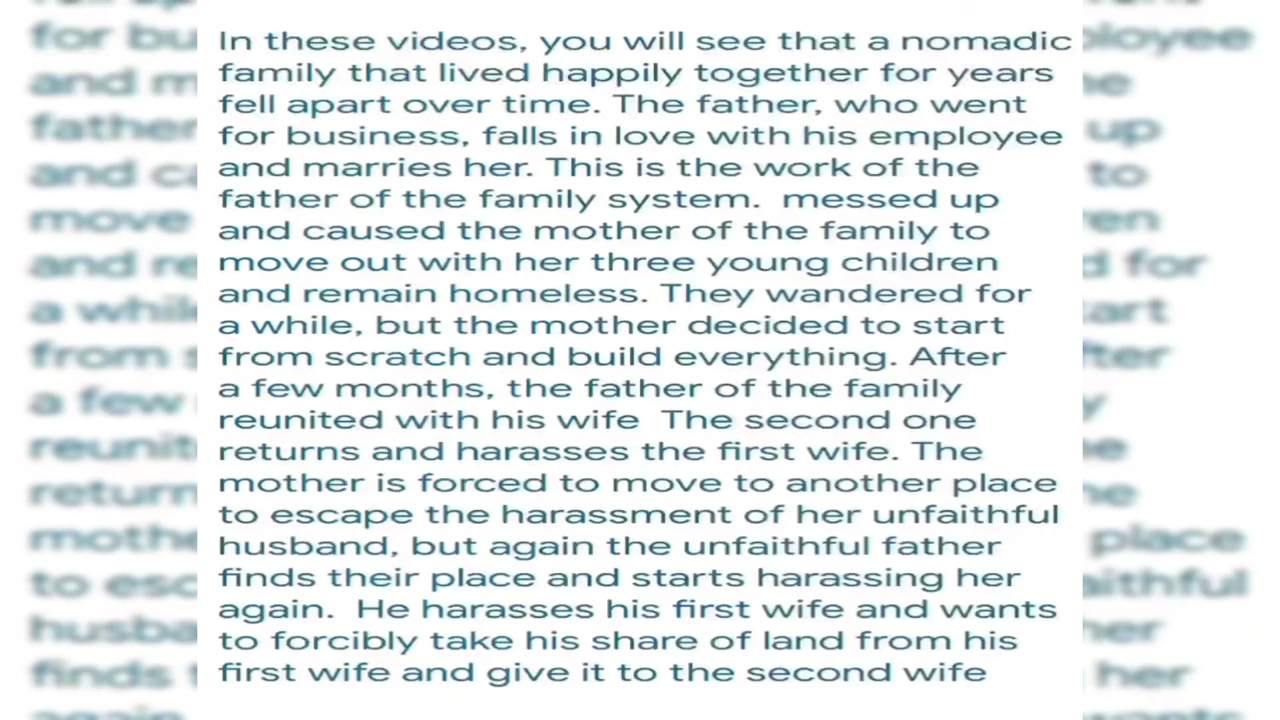 In these videos, you will see that a nomadic
family that lived happily together for years
fell apart over time. The father, who went
for business, falls in love with his employee
and marries her. This is the work of the
father of the family system.  messed up
and caused the mother of the family to
move out with her three young children
and remain homeless. They wandered for
a while, but the mother decided to start
from scratch and build everything. After
a few months, the father of the family
reunited with his wife  The second one
returns and harasses the first wife. The
mother is forced to move to another place
to escape the harassment of her unfaithful
husband, but again the unfaithful father
finds their place and starts harassing her
again.  He harasses his first wife and wants
to forcibly take his share of land from his
first wife and give it to the second wife